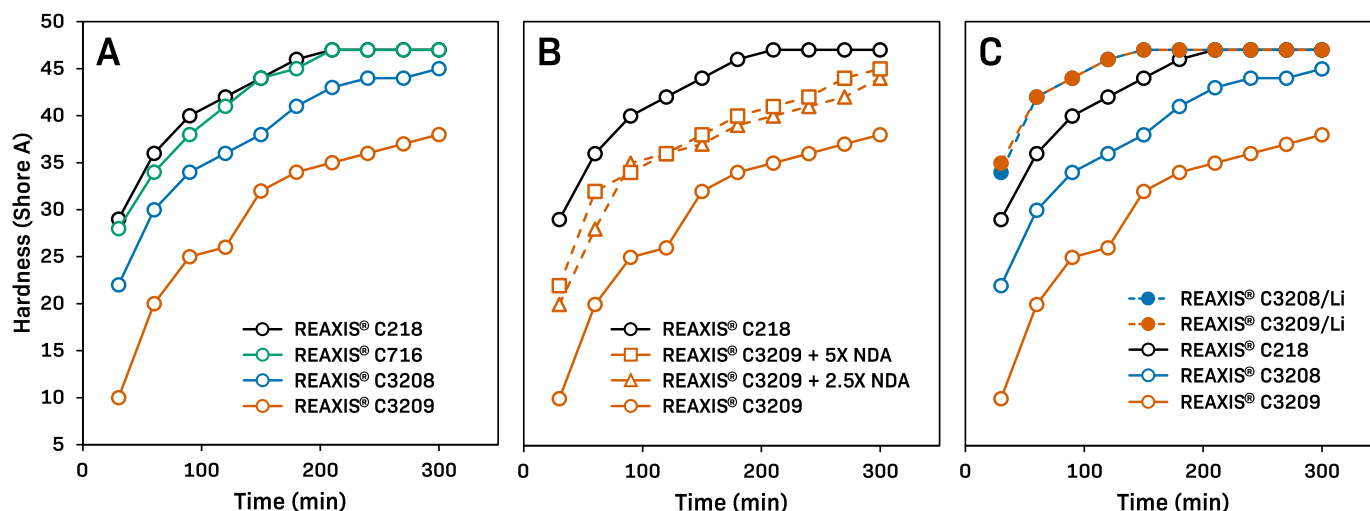 Hardness (Shore A)
50
45
40
35
30
25
20
15
10
5
A
REAXIS® C218
REAXIS® C716
REAXIS® C3208
REAXIS® C3209
0
100
200
300
Time (min)
B
REAXIS® C218
REAXIS® C3209 + 5X NDA
REAXIS® C3209 + 2.5X NDA
REAXIS® C3209
0
100
200
300
Time (min)
C
REAXIS® C3208/Li
REAXIS® C3209/Li
REAXIS® C218
REAXIS® C3208
REAXIS® C3209
0
100
200
300
Time (min)